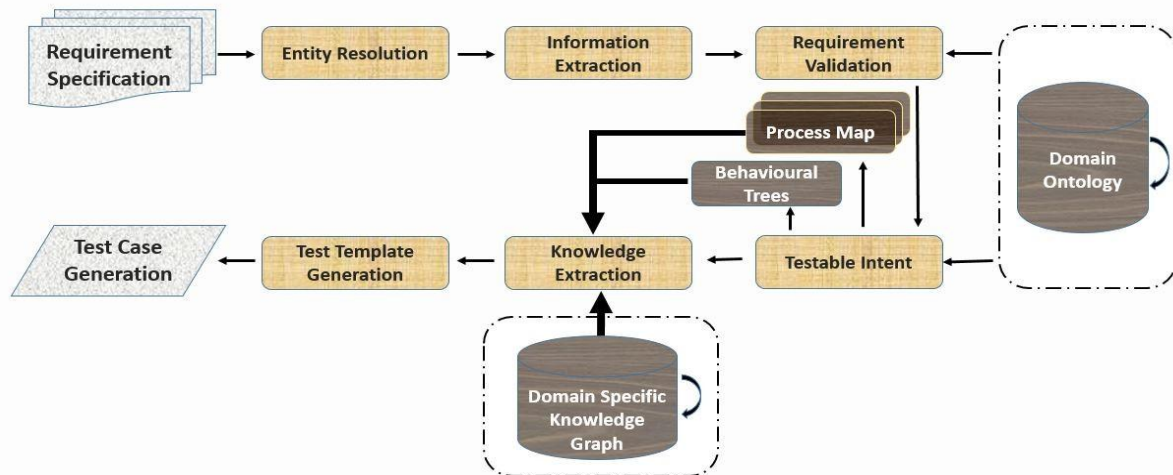 Requirement
Specification
Entity Resolution
Information
Extraction
Requirement
Validation
Process Map
Behavioural
Trees
Domain
Ontology
Test Case
Generation
Test Template
Generation
Knowledge
Extraction
Testable Intent
Domain Specific
Knowledge
Graph